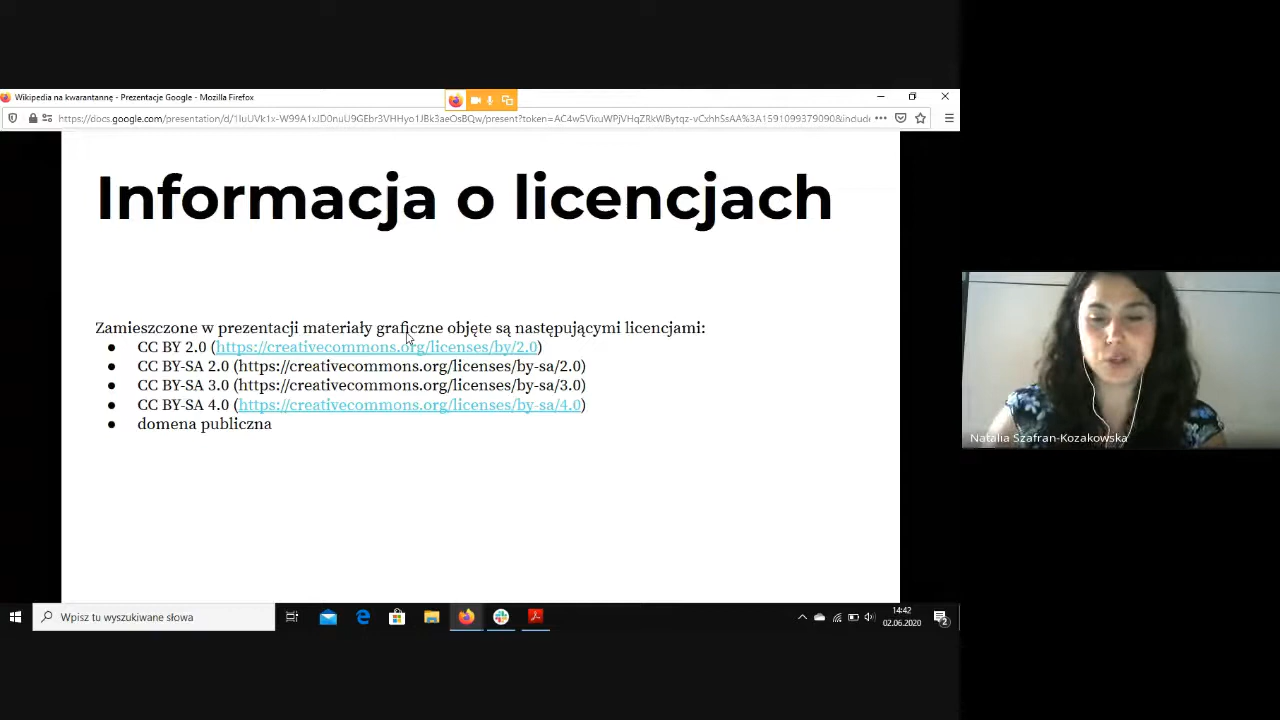 Wikipedia na kwarantannę - Prezentacje Google - Mozilla Firefox
Informacja o licencjach
Zamieszczone w prezentacji materiały graficzne objęte są następującymi licencjami:
● CC BY 2.0 (https://creativecommons.org/licenses/by/2.0)
● CC BY-SA 2.0 (https://creativecommons.org/licenses/by-sa/2.0)
● CC BY-SA 3.0 (https://creativecommons.org/licenses/by-sa/3.0)
● CC BY-SA 4.0 (https://creativecommons.org/licenses/by-sa/4.0)
● domena publiczna
Natalia Szafran-Kozakowska
Wpisz tu wyszukiwane słowa
14:42
02.06.2020
2